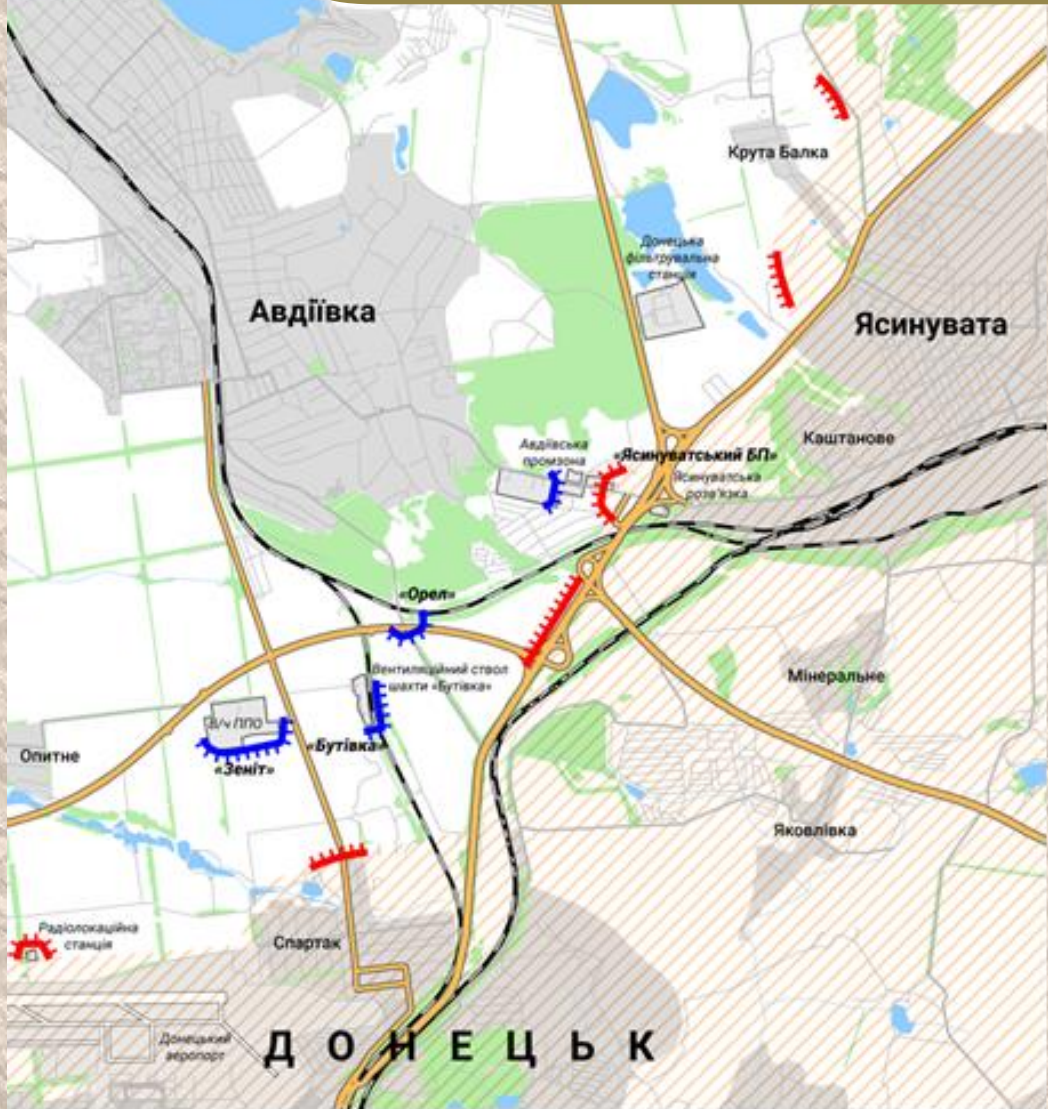 Крута Балка
Донецька
фільтрувальна
станція
Авдіївка
Ясинувата
Каштанове
Авдіївська
промзона
«Ясинуватський БП»
Ясинуватська
розв'язка
«Орел»
Вентиляційний ствол
шахти «Бутівка»
Мінеральне
В/ч ППО
«Бутівка»
Опитне
«Зеніт»
Яковлівка
Радіолокаційна
станція
Спартак
Донецький
аеропорт
ДОНЕЦЬК